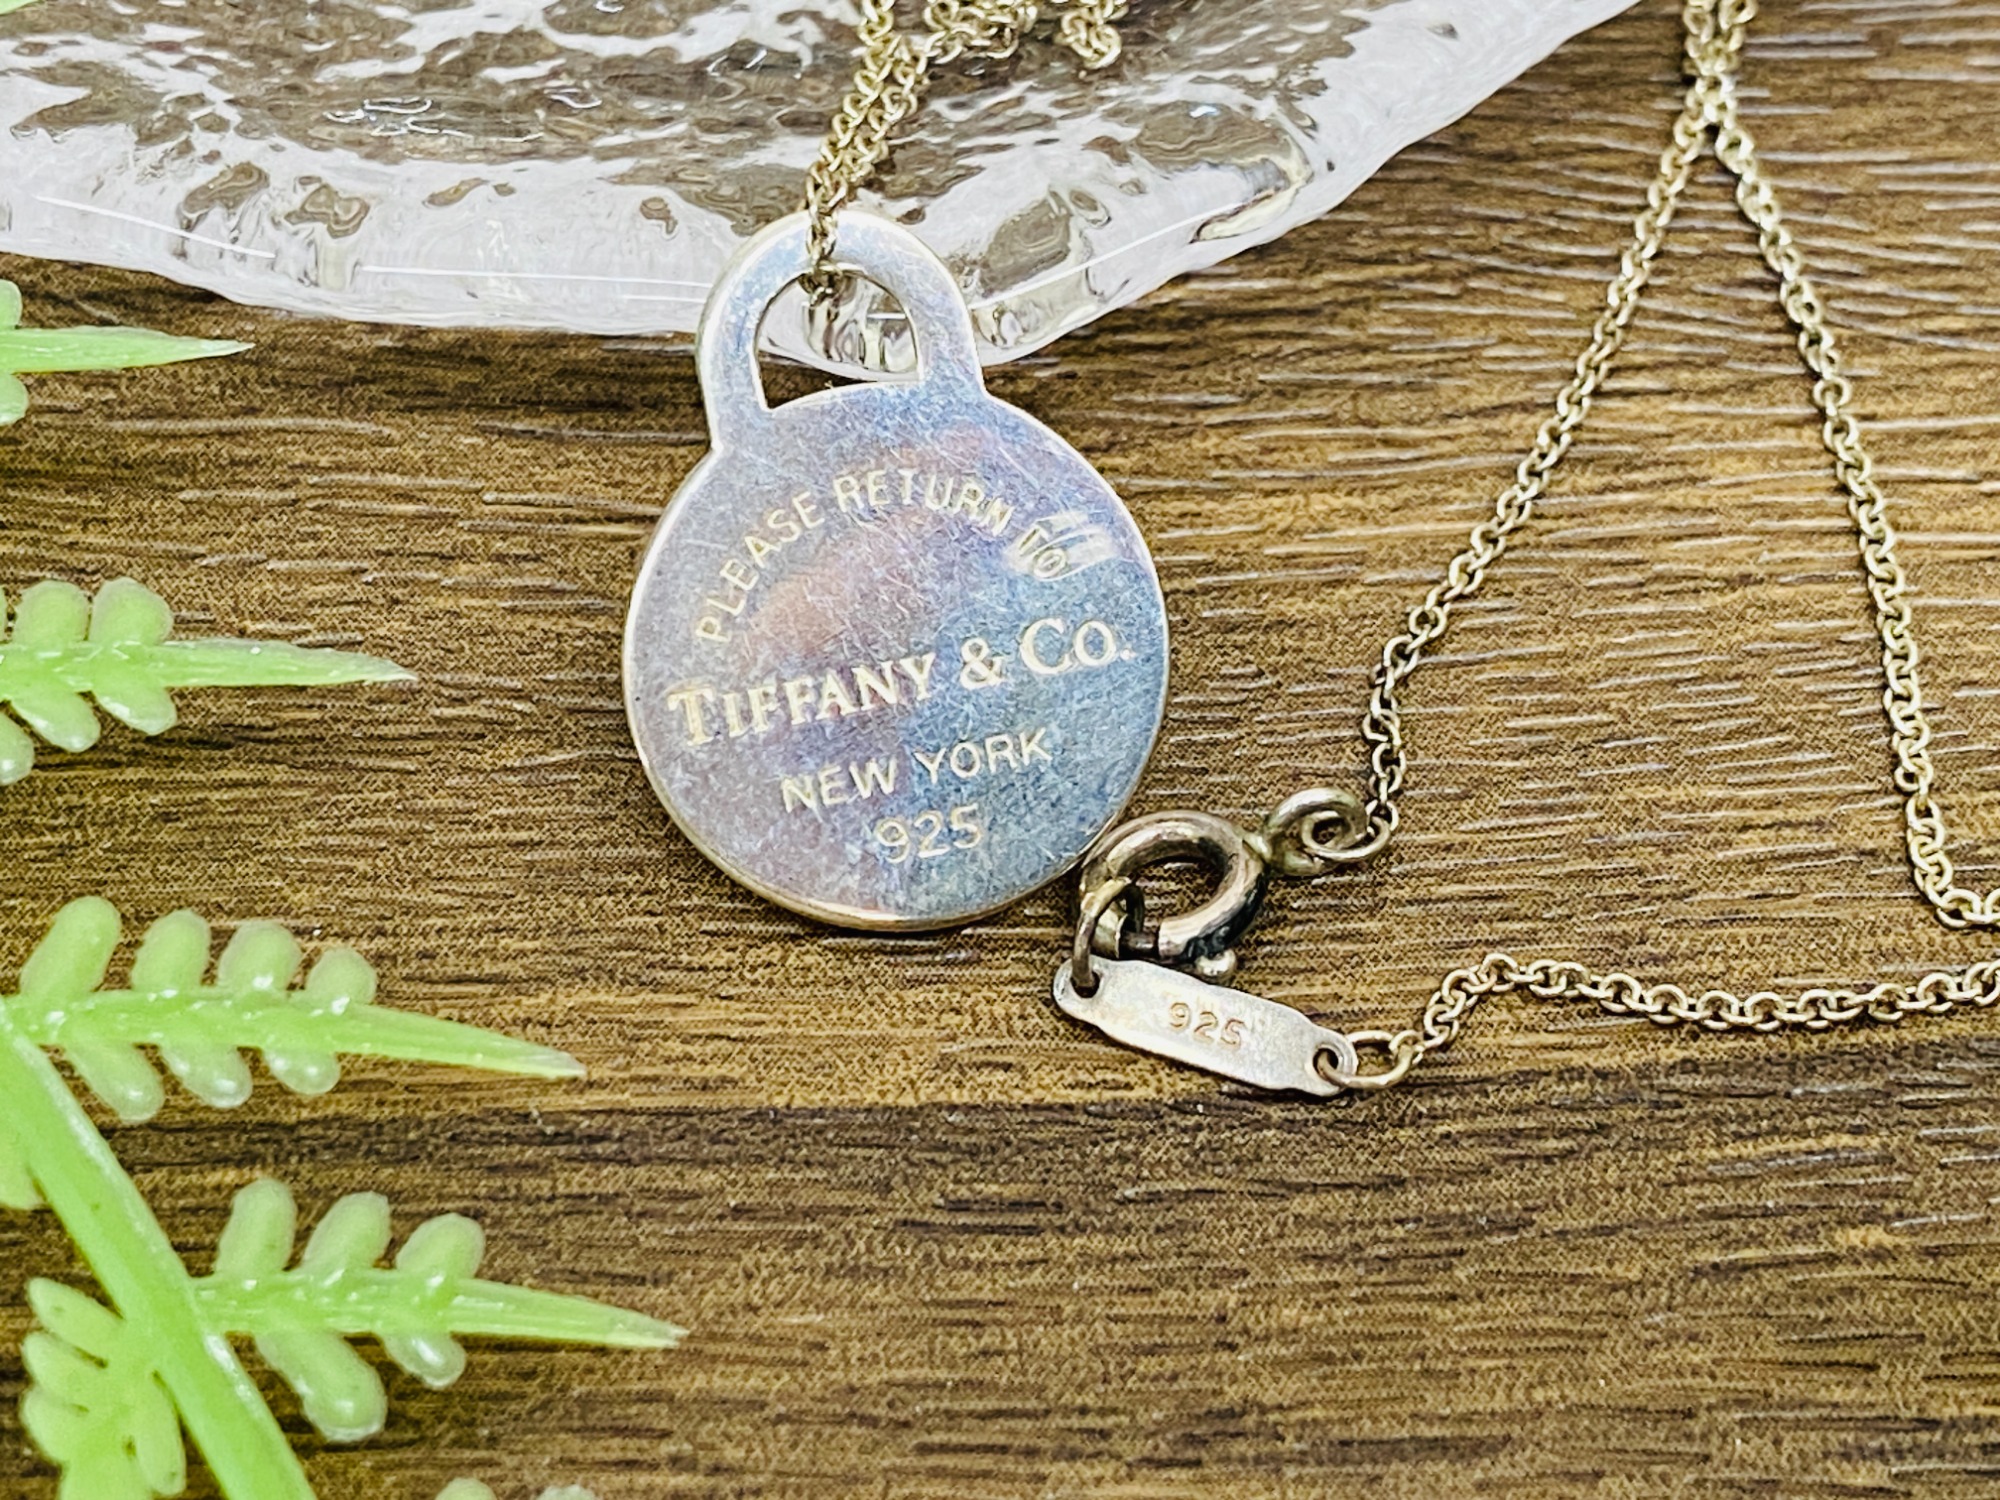 PLEASE RETURN TO
TIFFANY & CO.
NEW YORK
925
925